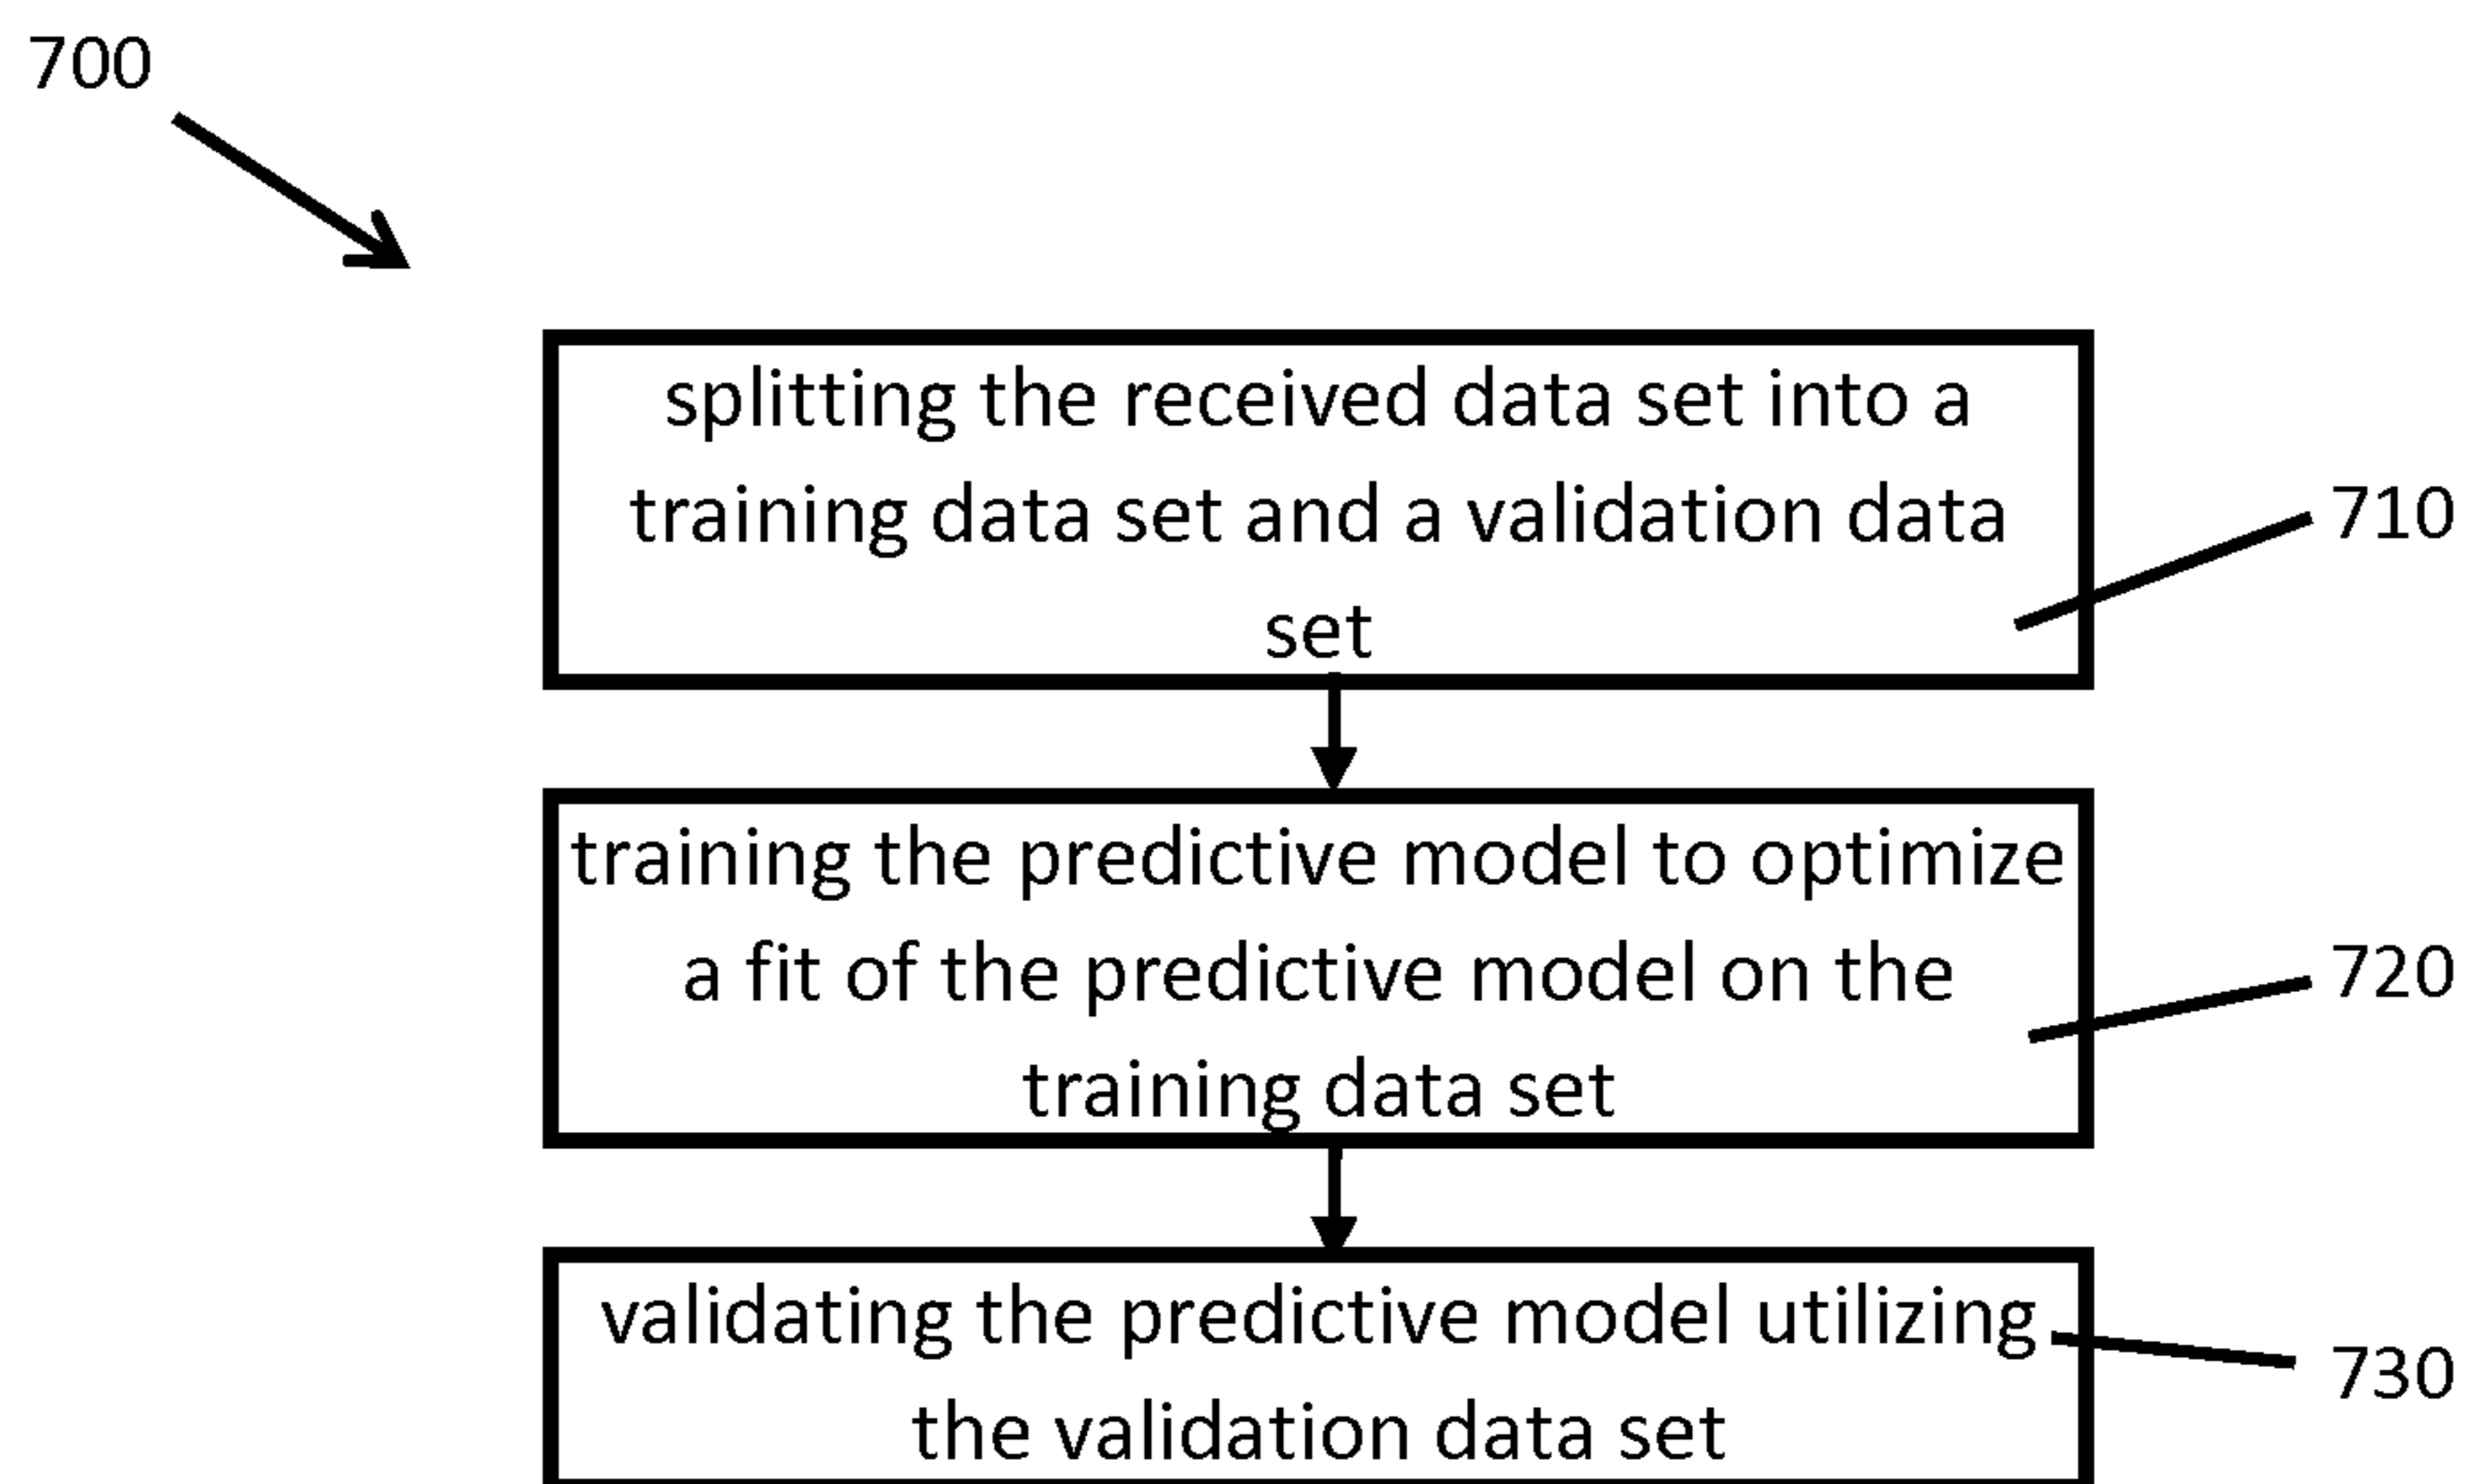 700
splitting the received data set into a
training data set and a validation data
set
710
training the predictive model to optimize
a fit of the predictive model on the
training data set
720
validating the predictive model utilizing
the validation data set
730